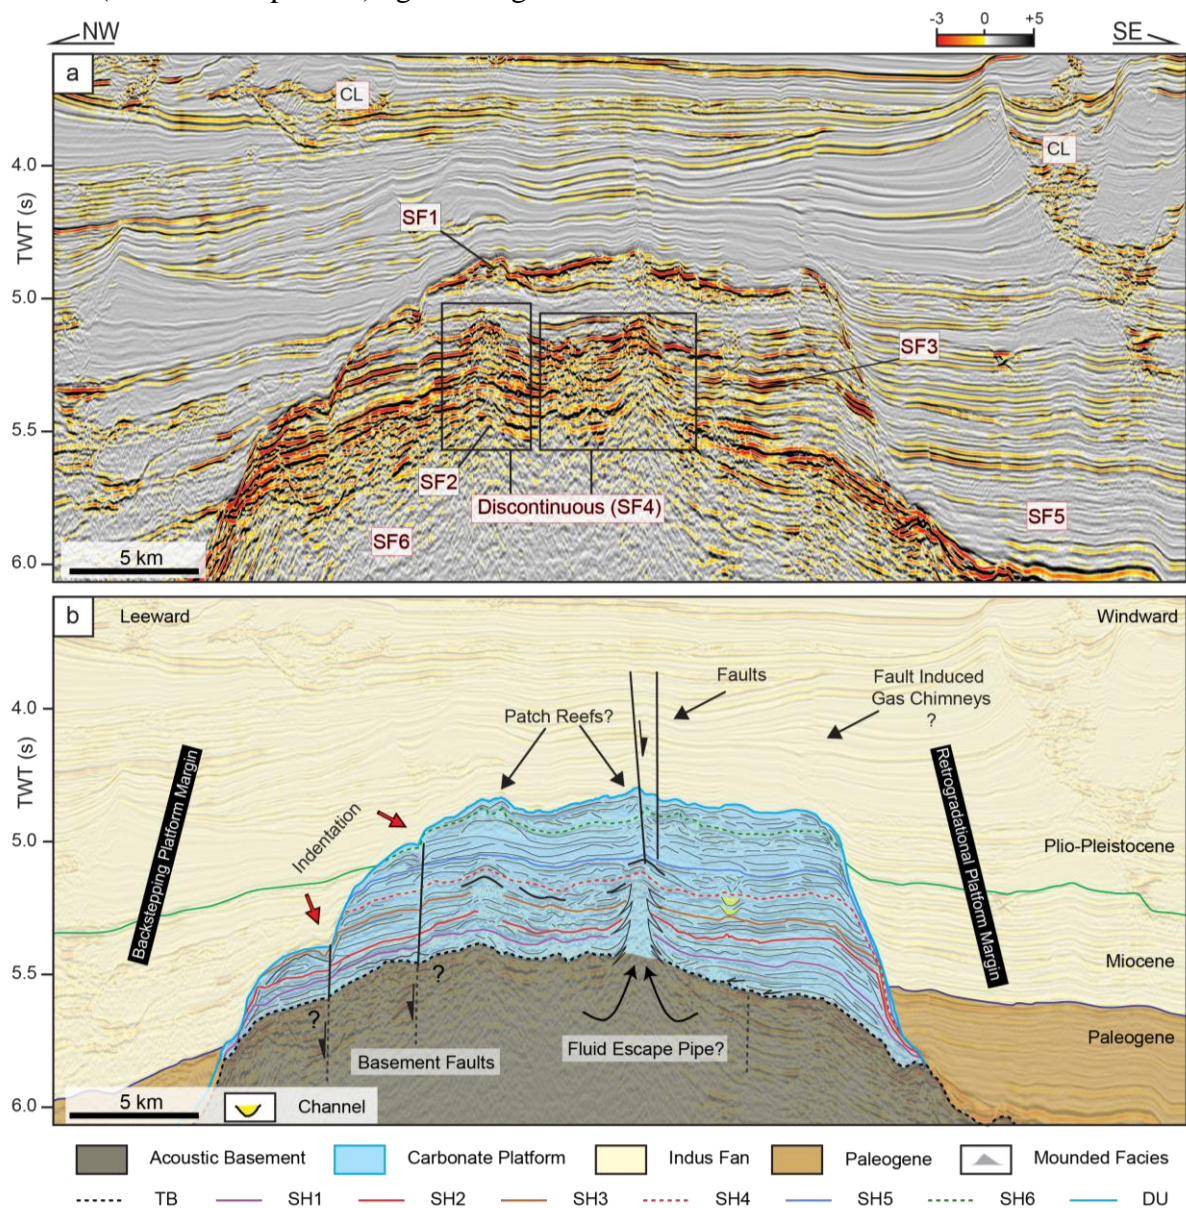 NW
-3 0 +5
SE
a
CL
CL
4.0
TWT (s)
SF1
5.0
SF3
5.5
SF2
Discontinuous (SF4)
SF5
SF6
6.0
5 km
b
Leeward
Windward
Faults
Fault Induced
Gas Chimneys
?
4.0
Patch Reefs?
TWT (s)
Backstepping Platform Margin
Retrogradational Platform Margin
Indentation
5.0
Plio-Pleistocene
5.5
?
Miocene
?
Paleogene
Basement Faults
Fluid Escape Pipe?
6.0
5 km
Channel
Acoustic Basement Carbonate Platform Indus Fan Paleogene Mounded Facies
TB SH1 SH2 SH3 SH4 SH5 SH6 DU